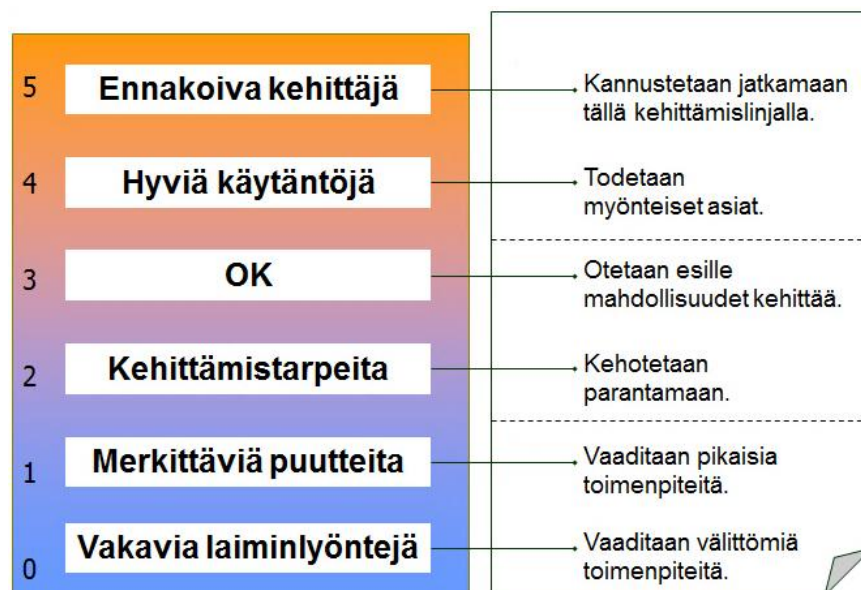 5
Ennakoiva kehittäjä
Kannustetaan jatkamaan
tällä kehittämislinjalla.
4
Hyviä käytäntöjä
Todetaan
myönteiset asiat.
3
OK
Otetaan esille
mahdollisuudet kehittää.
2
Kehittämistarpeita
Kehotetaan
parantamaan.
1
Merkittäviä puutteita
Vaaditaan pikaisia
toimenpiteitä.
0
Vakavia laiminlyöntejä
Vaaditaan välittömiä
toimenpiteitä.